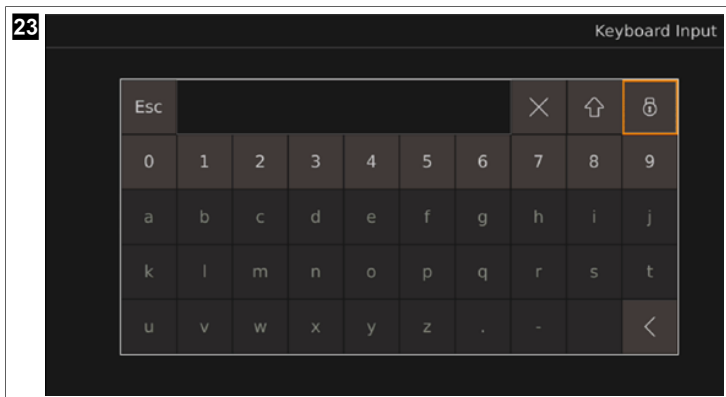 23
Keyboard Input
Esc
0 1 2 3 4 5 6 7 8 9
a b c d e f g h i j
k l m n o p q r s t
u v w x y z . -